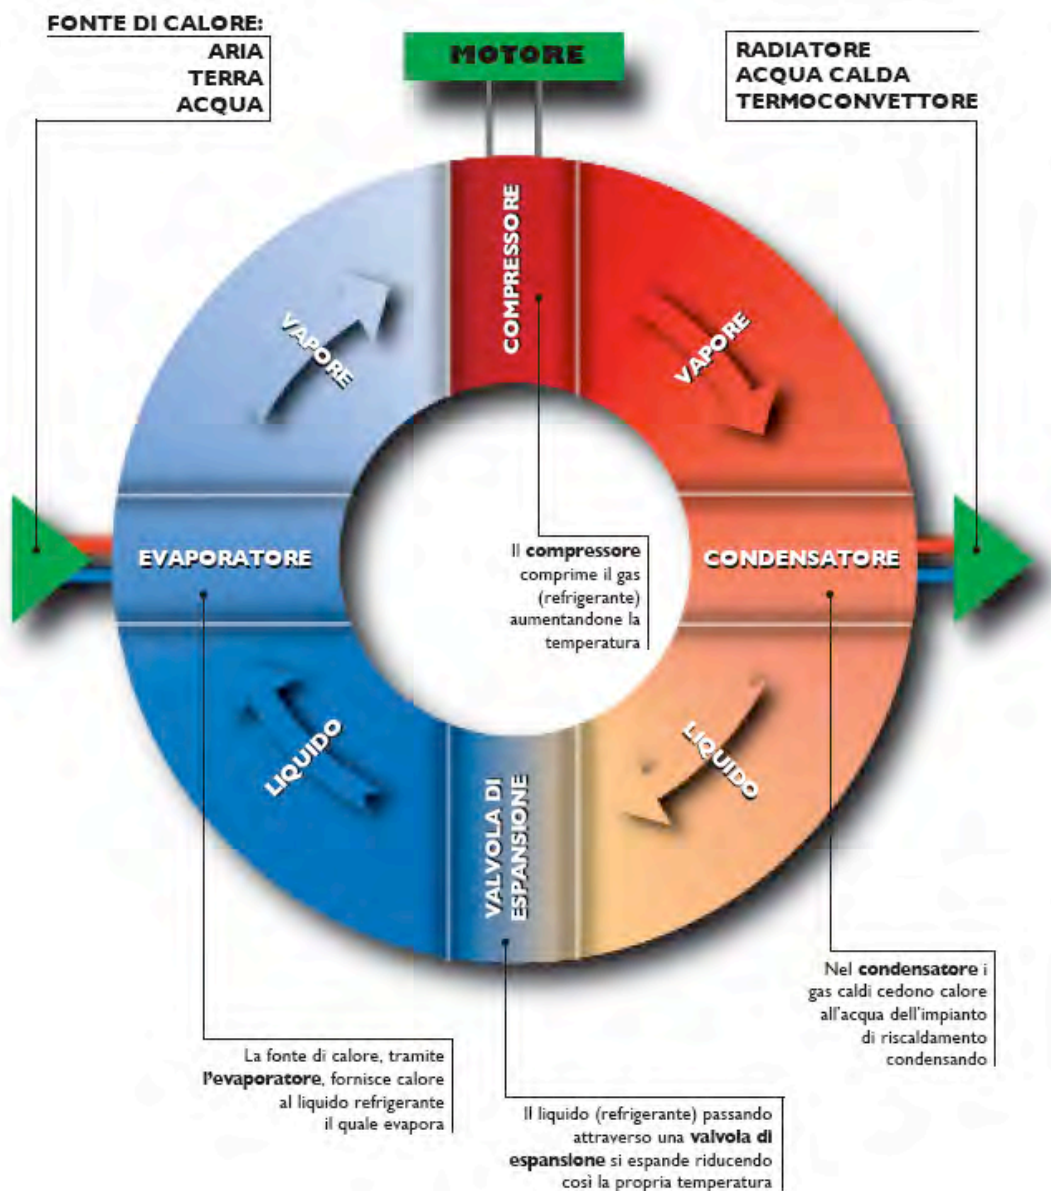 FONTE DI CALORE:
ARIA
TERRA
ACQUA
MOTORE
RADIATORE
ACQUA CALDA
TERMOCONVETTORE
COMPRESSORE
VAPORE
VAPORE
EVAPORATORE
CONDENSATORE
Il compressore
comprime il gas
(refrigerante)
aumentandone la
temperatura
LIQUIDO
LIQUIDO
VALVOLA DI
ESPANSIONE
Nel condensatore i
gas caldi cedono calore
all'acqua dell'impianto
di riscaldamento
condensando
La fonte di calore, tramite
l'evaporatore, fornisce calore
al liquido refrigerante
il quale evapora
Il liquido (refrigerante) passando
attraverso una valvola di
espansione si espande riducendo
così la propria temperatura